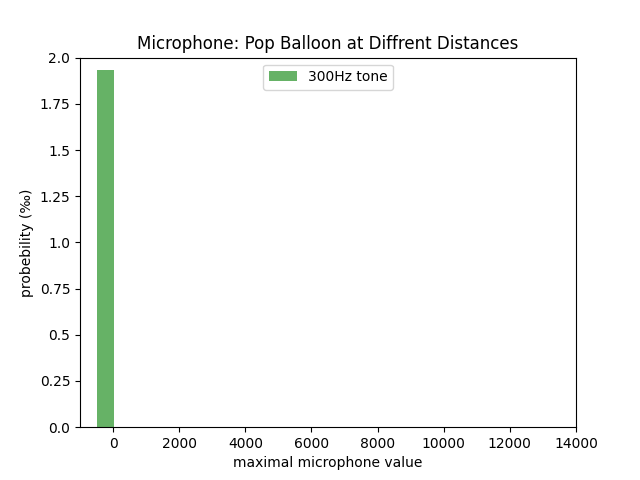 Microphone: Pop Balloon at Diffrent Distances
300Hz tone
2.0
1.75
1.5
1.25
1.0
0.75
0.5
0.25
0.0
probebility (‰)
0 2000 4000 6000 8000 10000 12000 14000
maximal microphone value